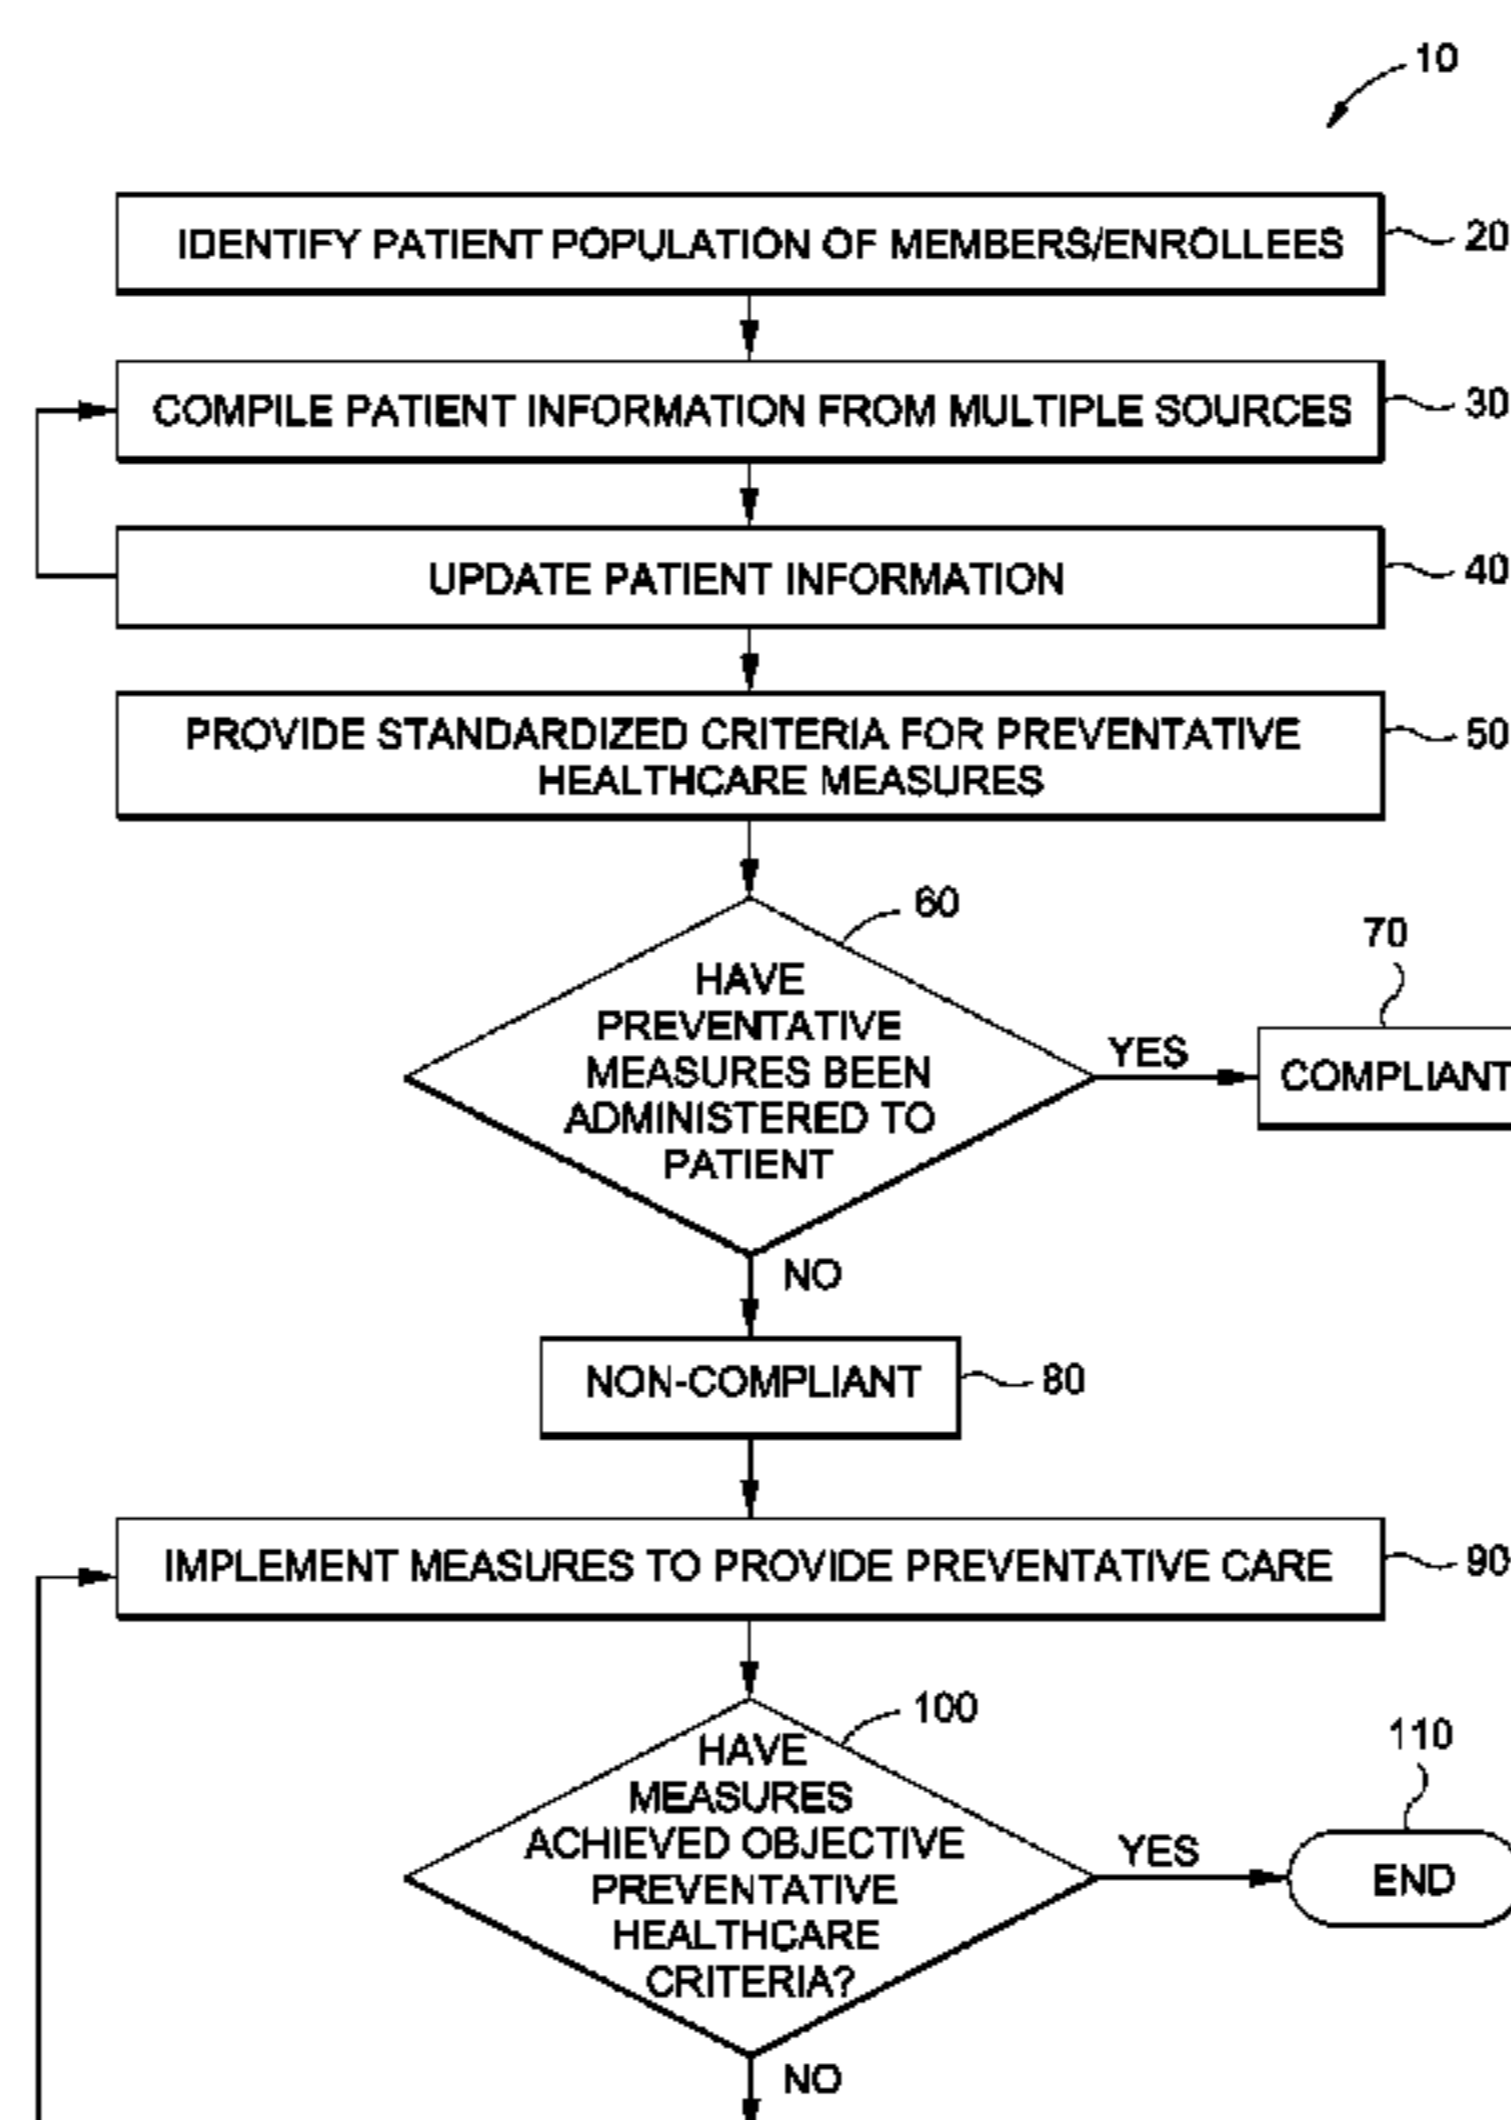 10
IDENTIFY PATIENT POPULATION OF MEMBERS/ENROLLEES
20
COMPILE PATIENT INFORMATION FROM MULTIPLE SOURCES
30
UPDATE PATIENT INFORMATION
40
PROVIDE STANDARDIZED CRITERIA FOR PREVENTATIVE
HEALTHCARE MEASURES
50
60
HAVE
PREVENTATIVE
MEASURES BEEN
ADMINISTERED TO
PATIENT
YES
70
COMPLIANT
NO
NON-COMPLIANT
80
IMPLEMENT MEASURES TO PROVIDE PREVENTATIVE CARE
90
100
HAVE
MEASURES
ACHIEVED OBJECTIVE
PREVENTATIVE
HEALTHCARE
CRITERIA?
YES
110
END
NO